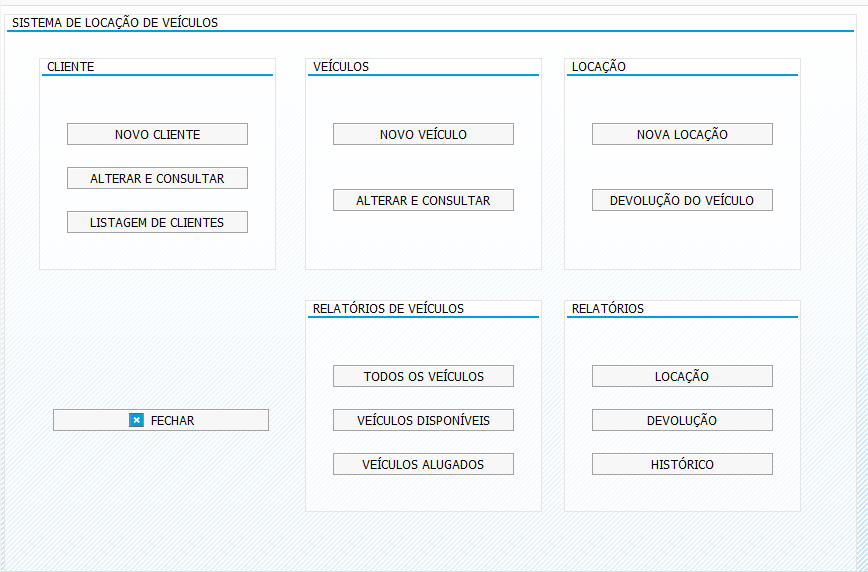 SISTEMA DE LOCAÇÃO DE VEÍCULOS
CLIENTE
NOVO CLIENTE
ALTERAR E CONSULTAR
LISTAGEM DE CLIENTES
VEÍCULOS
NOVO VEÍCULO
ALTERAR E CONSULTAR
LOCAÇÃO
NOVA LOCAÇÃO
DEVOLUÇÃO DO VEÍCULO
FECHAR
RELATÓRIOS DE VEÍCULOS
TODOS OS VEÍCULOS
VEÍCULOS DISPONÍVEIS
VEÍCULOS ALUGADOS
RELATÓRIOS
LOCAÇÃO
DEVOLUÇÃO
HISTÓRICO